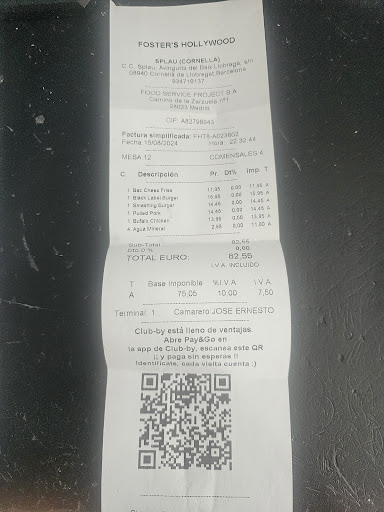 FOSTER'S HOLLYWOOD
SPLAU (CORNELLA)
C.C. Splau, Avinguda del Baix Llobregat, s/n
08940 Cornellà de Llobregat Barcelona
934719137
FOOD SERVICE PROJECT S.A
Camino de la Zarzuela nº1
28023 Madrid
CIF: A82798943
Factura simplificada: FHT6-A023802
Fecha 15/08/2024 Hora: 22:32:44
MESA 12 COMENSALES 4
C. Descripción Pr. Dt% Imp. T
1 Bac Chees Fries 11,95 0,00 11,95 A
1 Black Label Burger 15,95 0,00 15,95 A
1 Smashing Burger 14,45 0,00 14,45 A
1 Pulled Pork 14,45 0,00 14,45 A
1 Bufalo Chicken 13,95 0,00 13,95 A
4 Agua Mineral 2,95 0,00 11,80 A
Sub-Total 82,55
Dto.0 % 0,00
TOTAL EURO: 82,55
I.V.A. INCLUIDO
T Base Imponible %I.V.A. I.V.A
A 75,05 10,00 7,50
Terminal: 1 Camarero: JOSE ERNESTO
Club-by está lleno de ventajas.
Abre Pay&Go en
la app de Club-by, escanea este QR
¡¡ y paga sin esperas !!
Identifícate, cada visita cuenta :)